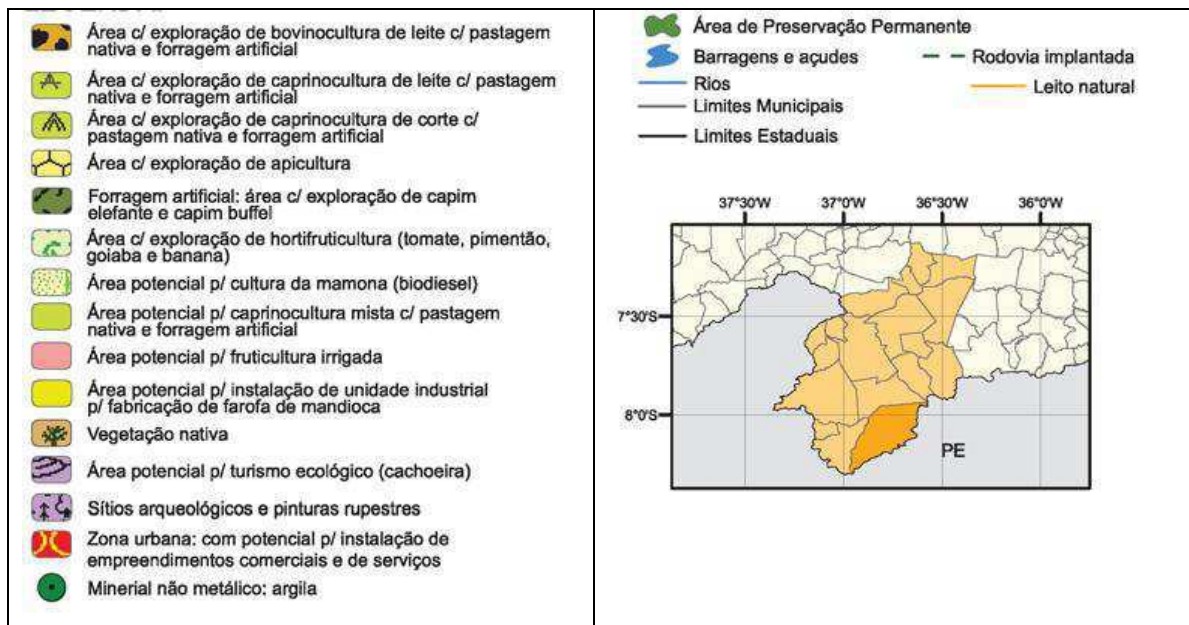 Área c/ exploração de bovinocultura de leite c/ pastagem
nativa e forragem artificial
Área c/ exploração de caprinocultura de leite c/ pastagem
nativa e forragem artificial
Área c/ exploração de caprinocultura de corte c/
pastagem nativa e forragem artificial
Área c/ exploração de apicultura
Forragem artificial: área c/ exploração de capim
elefante e capim buffel
Área c/ exploração de hortifruticultura (tomate, pimentão,
goiaba e banana)
Área potencial p/ cultura da mamona (biodiesel)
Área potencial p/ caprinocultura mista c/ pastagem
nativa e forragem artificial
Área potencial p/ fruticultura irrigada
Área potencial p/ instalação de unidade industrial
p/ fabricação de farofa de mandioca
Vegetação nativa
Área potencial p/ turismo ecológico (cachoeira)
Sítios arqueológicos e pinturas rupestres
Zona urbana: com potencial p/ instalação de
empreendimentos comerciais e de serviços
Minerial não metálico: argila
Área de Preservação Permanente
Barragens e açudes
Rodovia implantada
Rios
Leito natural
Limites Municipais
Limites Estaduais
37°30'W 37°0'W 36°30'W 36°0'W
7°30'S
8°0'S
PE